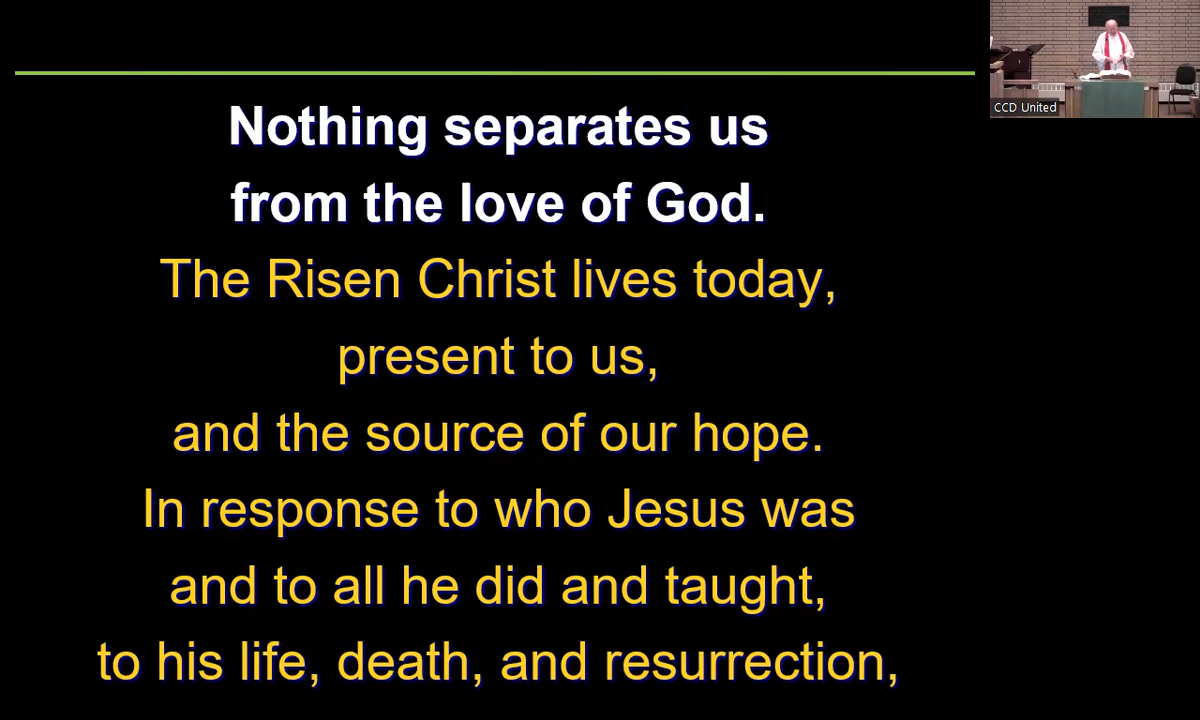 Nothing separates us
from the love of God.
The Risen Christ lives today,
present to us,
and the source of our hope.
In response to who Jesus was
and to all he did and taught,
to his life, death, and resurrection,
CCD United